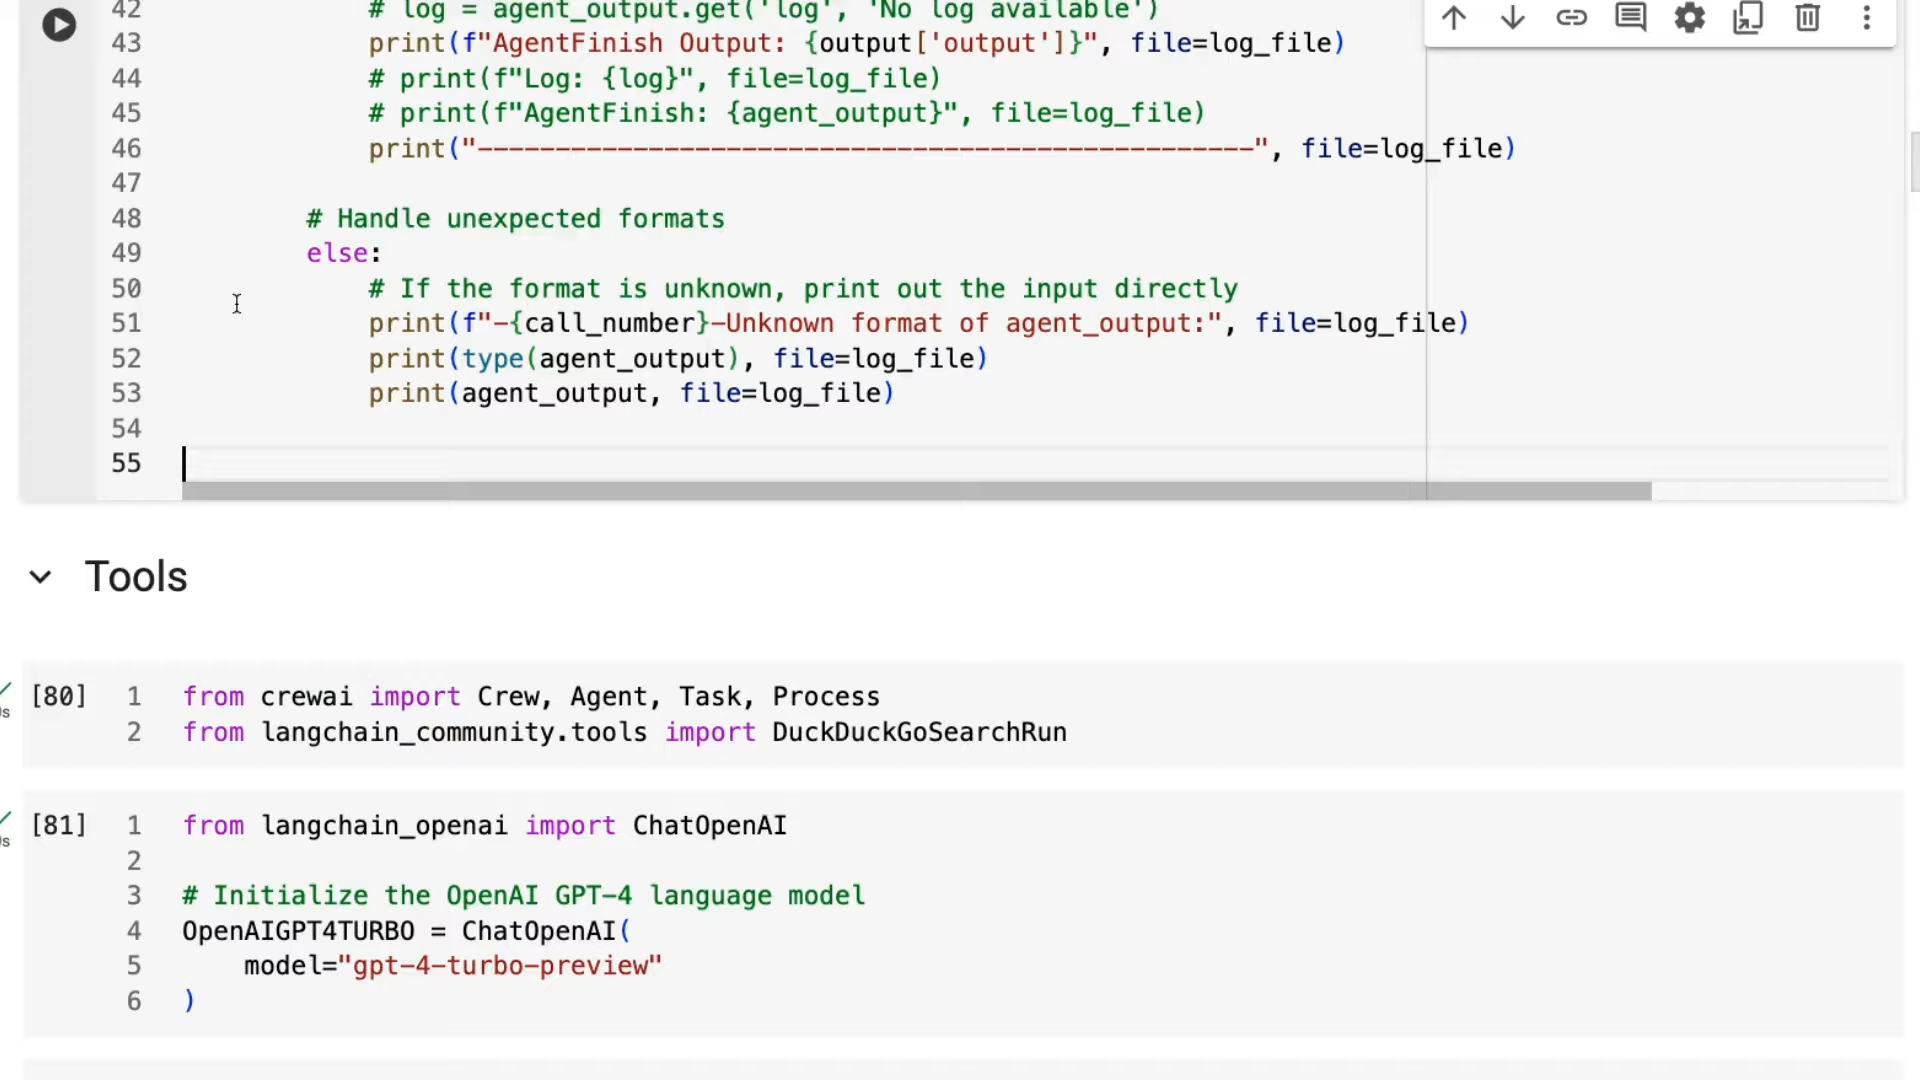 42 # log = agent_output.get('log', 'No log available')
43 print(f"AgentFinish Output: {output['output']}", file=log_file)
44 # print(f"Log: {log}", file=log_file)
45 # print(f"AgentFinish: {agent_output}", file=log_file)
46 print("--------------------------------------------------", file=log_file)
47
48 # Handle unexpected formats
49 else:
50 # If the format is unknown, print out the input directly
51 print(f"-{call_number}-Unknown format of agent_output:", file=log_file)
52 print(type(agent_output), file=log_file)
53 print(agent_output, file=log_file)
54
55
Tools
[80] 1 from crewai import Crew, Agent, Task, Process
2 from langchain_community.tools import DuckDuckGoSearchRun
[81] 1 from langchain_openai import ChatOpenAI
2
3 # Initialize the OpenAI GPT-4 language model
4 OpenAIGPT4TURBO = ChatOpenAI(
5 model="gpt-4-turbo-preview"
6 )